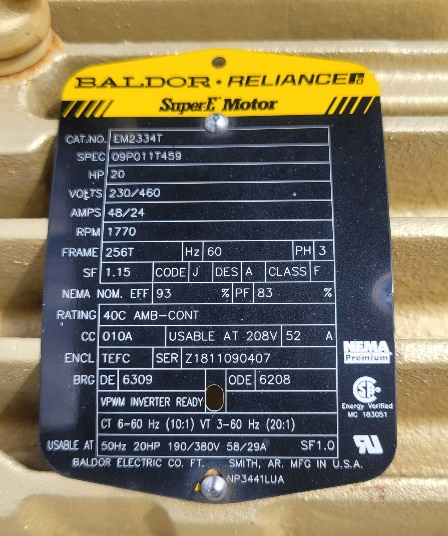 BALDOR • RELIANCE
Super-E Motor
CAT.NO. EM2334T
SPEC 09P011T459
HP 20
VOLTS 230/460
AMPS 48/24
RPM 1770
FRAME 256T Hz 60 PH 3
SF 1.15 CODE J DES A CLASS F
NEMA NOM. EFF 93 % PF 83 %
RATING 40C AMB-CONT
CC 010A USABLE AT 208V 52 A
NEMA
Premium
ENCL TEFC SER Z1811090407
BRG DE 6309 ODE 6208
VPWM INVERTER READY
Energy Verified
MC 183051
CT 6-60 Hz (10:1) VT 3-60 Hz (20:1)
USABLE AT 50Hz 20HP 190/380V 58/29A SF1.0
BALDOR ELECTRIC CO. FT. SMITH, AR. MFG IN U.S.A.
NP3441LUA